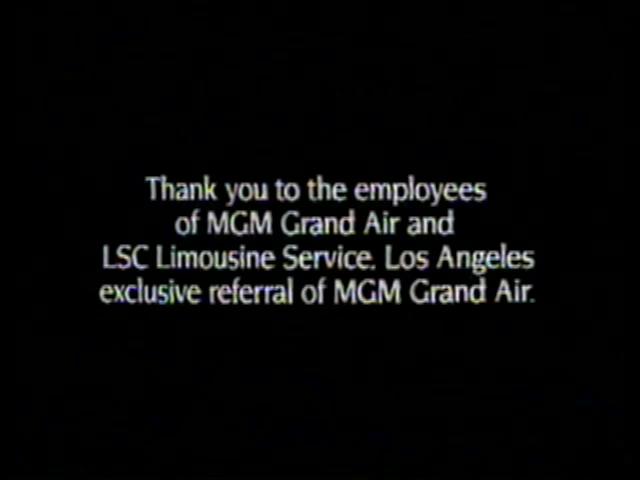 Thank you to the employees
of MGM Grand Air and
LSC Limousine Service. Los Angeles
exclusive referral of MGM Grand Air.